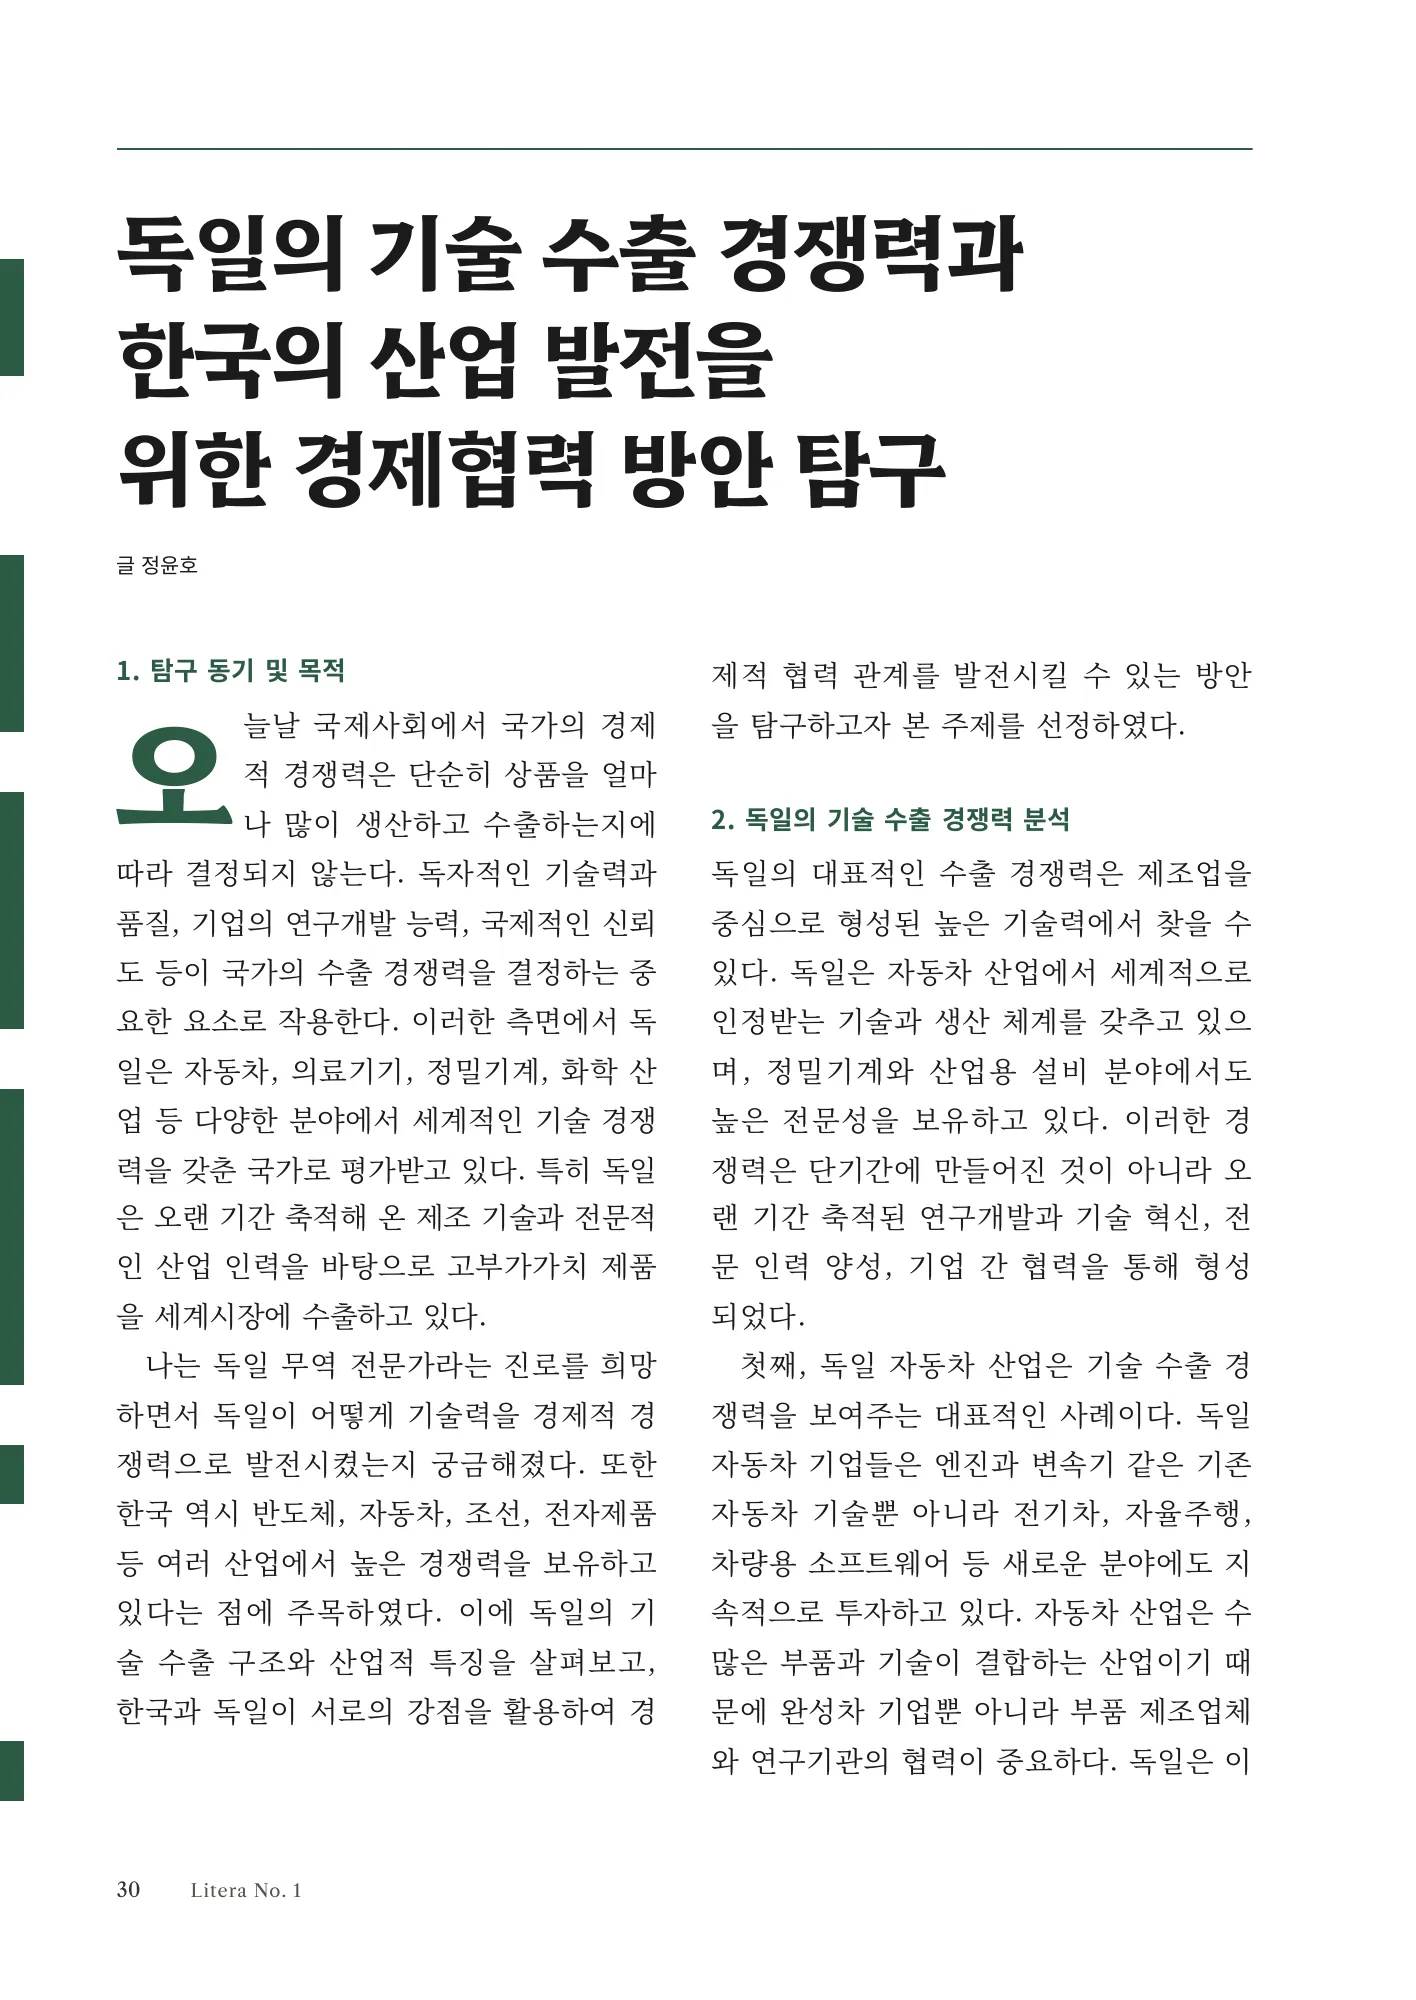 독일의 기술 수출 경쟁력과
한국의 산업 발전을
위한 경제협력 방안 탐구
글 정윤호
1. 탐구 동기 및 목적
오늘날 국제사회에서 국가의 경제
적 경쟁력은 단순히 상품을 얼마
나 많이 생산하고 수출하는지에
따라 결정되지 않는다. 독자적인 기술력과
품질, 기업의 연구개발 능력, 국제적인 신뢰
도 등이 국가의 수출 경쟁력을 결정하는 중
요한 요소로 작용한다. 이러한 측면에서 독
일은 자동차, 의료기기, 정밀기계, 화학 산
업 등 다양한 분야에서 세계적인 기술 경쟁
력을 갖춘 국가로 평가받고 있다. 특히 독일
은 오랜 기간 축적해 온 제조 기술과 전문적
인 산업 인력을 바탕으로 고부가가치 제품
을 세계시장에 수출하고 있다.
나는 독일 무역 전문가라는 진로를 희망
하면서 독일이 어떻게 기술력을 경제적 경
쟁력으로 발전시켰는지 궁금해졌다. 또한
한국 역시 반도체, 자동차, 조선, 전자제품
등 여러 산업에서 높은 경쟁력을 보유하고
있다는 점에 주목하였다. 이에 독일의 기
술 수출 구조와 산업적 특징을 살펴보고,
한국과 독일이 서로의 강점을 활용하여 경
제적 협력 관계를 발전시킬 수 있는 방안
을 탐구하고자 본 주제를 선정하였다.
2. 독일의 기술 수출 경쟁력 분석
독일의 대표적인 수출 경쟁력은 제조업을
중심으로 형성된 높은 기술력에서 찾을 수
있다. 독일은 자동차 산업에서 세계적으로
인정받는 기술과 생산 체계를 갖추고 있으
며, 정밀기계와 산업용 설비 분야에서도
높은 전문성을 보유하고 있다. 이러한 경
쟁력은 단기간에 만들어진 것이 아니라 오
랜 기간 축적된 연구개발과 기술 혁신, 전
문 인력 양성, 기업 간 협력을 통해 형성
되었다.
첫째, 독일 자동차 산업은 기술 수출 경
쟁력을 보여주는 대표적인 사례이다. 독일
자동차 기업들은 엔진과 변속기 같은 기존
자동차 기술뿐 아니라 전기차, 자율주행,
차량용 소프트웨어 등 새로운 분야에도 지
속적으로 투자하고 있다. 자동차 산업은 수
많은 부품과 기술이 결합하는 산업이기 때
문에 완성차 기업뿐 아니라 부품 제조업체
와 연구기관의 협력이 중요하다. 독일은 이
30 Litera No. 1